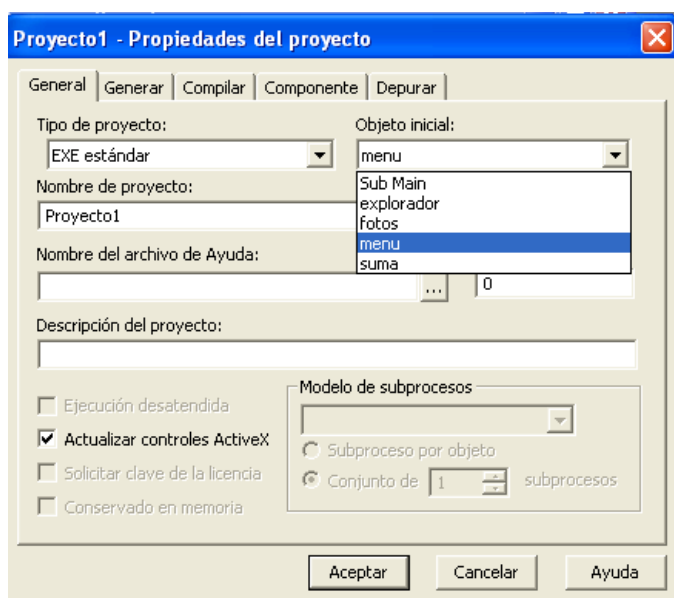 Proyecto1 - Propiedades del proyecto
General Generar Compilar Componente Depurar
Tipo de proyecto: Objeto inicial:
EXE estándar menu
Sub Main
explorador
fotos
menu
suma
Nombre de proyecto:
Proyecto1
Nombre del archivo de Ayuda:
... 0
Descripción del proyecto:
Modelo de subprocesos
Ejecución desatendida
Actualizar controles ActiveX
Solicitar clave de la licencia
Conservado en memoria
Subproceso por objeto
Conjunto de 1 subprocesos
Aceptar Cancelar Ayuda